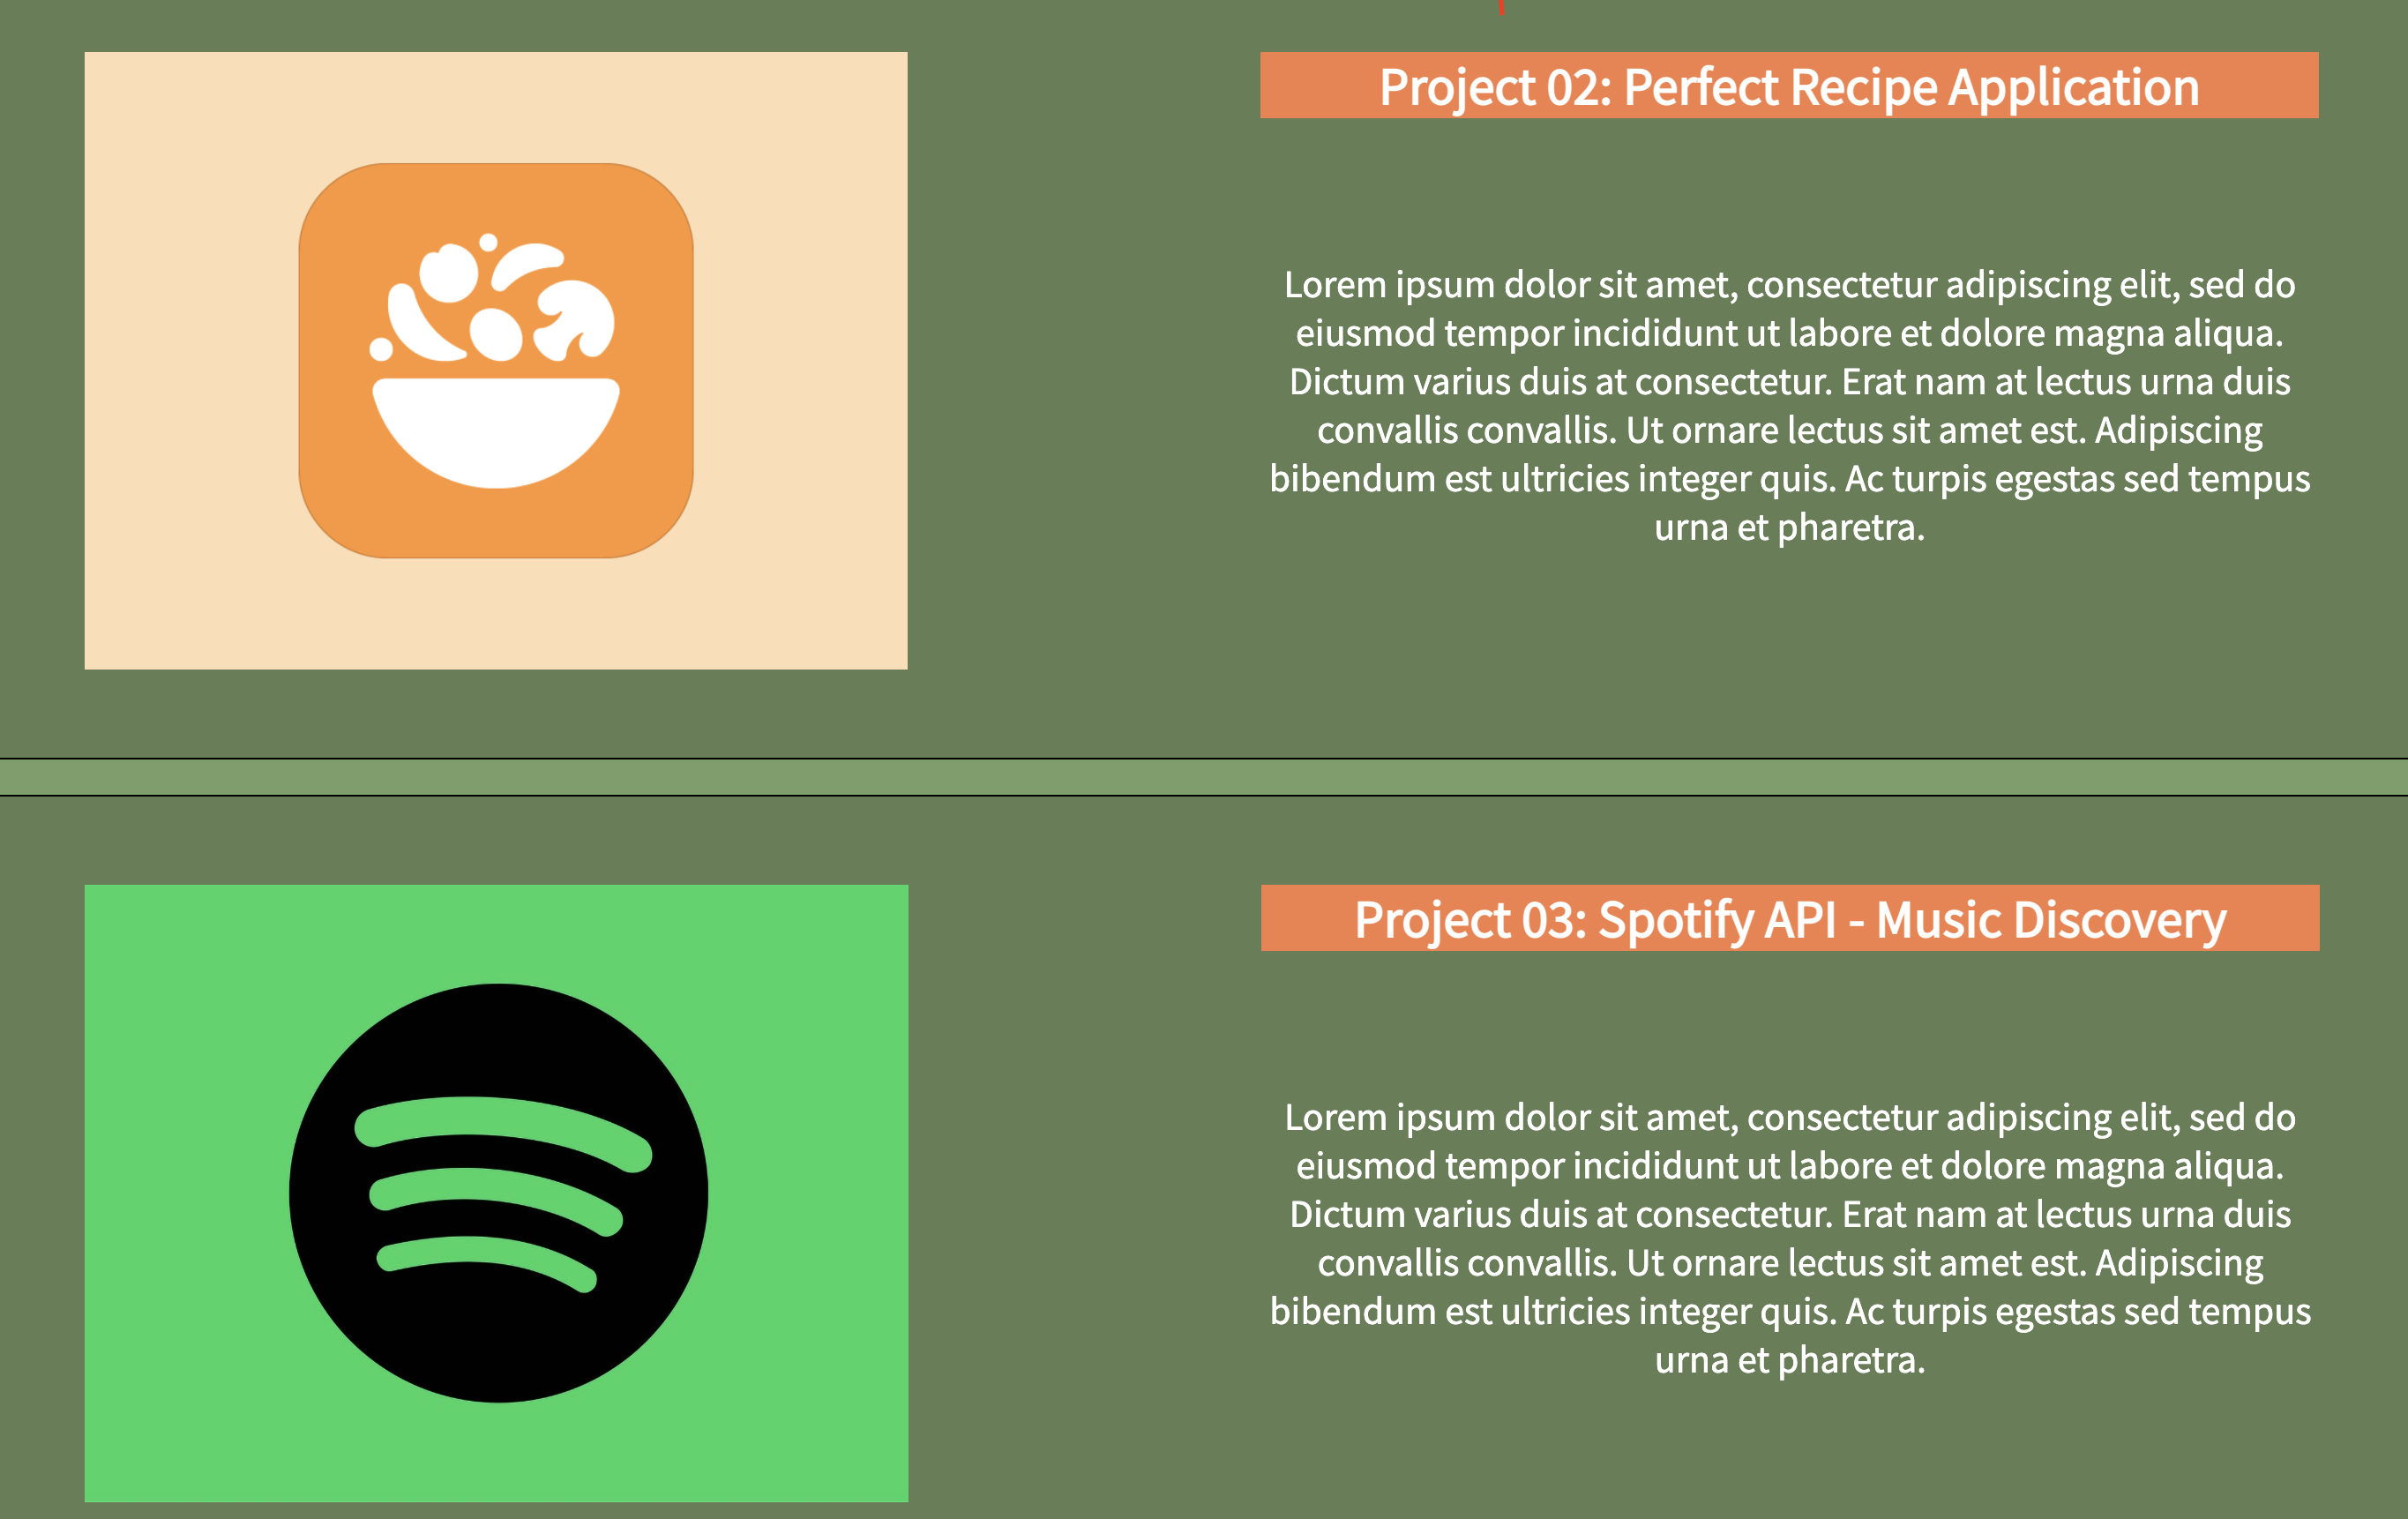 Project 02: Perfect Recipe Application
Lorem ipsum dolor sit amet, consectetur adipiscing elit, sed do
eiusmod tempor incididunt ut labore et dolore magna aliqua.
Dictum varius duis at consectetur. Erat nam at lectus urna duis
convallis convallis. Ut ornare lectus sit amet est. Adipiscing
bibendum est ultricies integer quis. Ac turpis egestas sed tempus
urna et pharetra.
Project 03: Spotify API - Music Discovery
Lorem ipsum dolor sit amet, consectetur adipiscing elit, sed do
eiusmod tempor incididunt ut labore et dolore magna aliqua.
Dictum varius duis at consectetur. Erat nam at lectus urna duis
convallis convallis. Ut ornare lectus sit amet est. Adipiscing
bibendum est ultricies integer quis. Ac turpis egestas sed tempus
urna et pharetra.